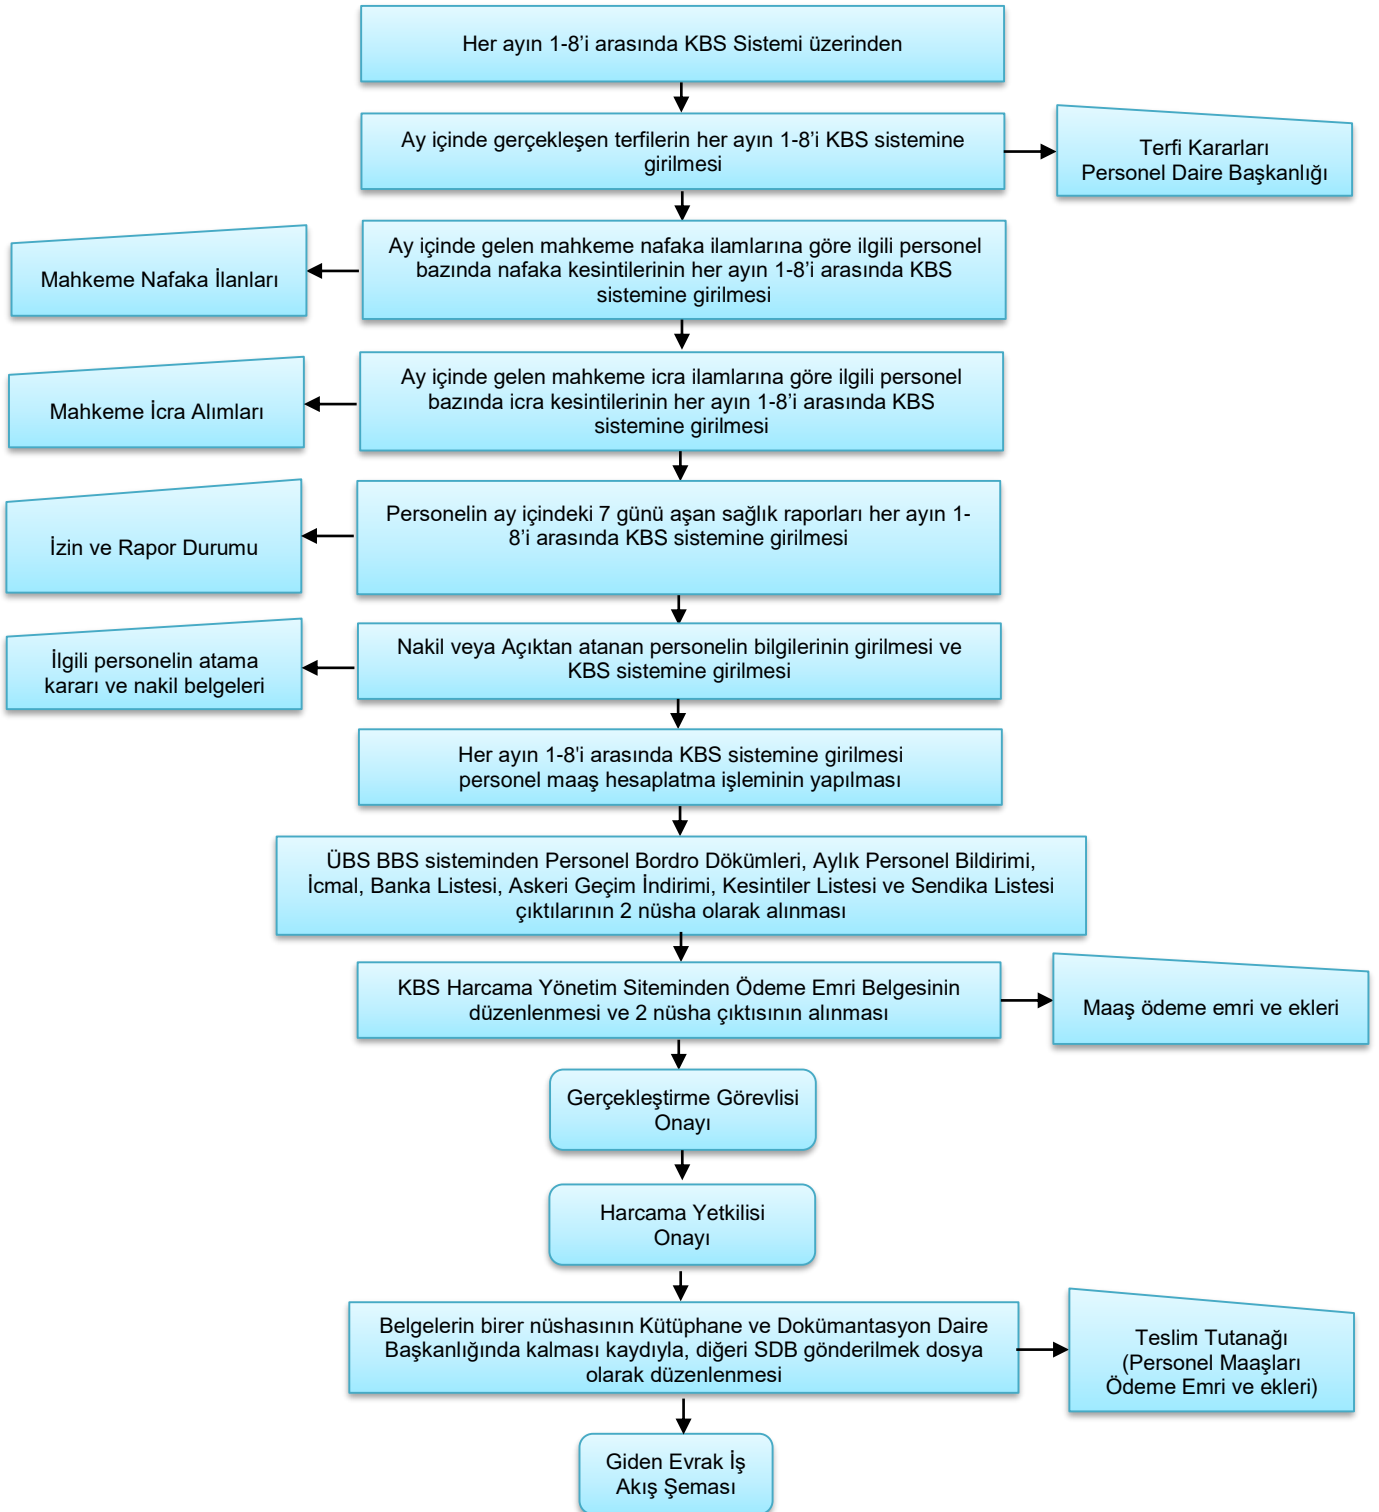 Her ayın 1-8’i arasında KBS Sistemi üzerinden
Ay içinde gerçekleşen terfilerin her ayın 1-8’i KBS sistemine
girilmesi
Terfi Kararları
Personel Daire Başkanlığı
Ay içinde gelen mahkeme nafaka ilamlarına göre ilgili personel
bazında nafaka kesintilerinin her ayın 1-8’i arasında KBS
sistemine girilmesi
Mahkeme Nafaka İlanları
Ay içinde gelen mahkeme icra ilamlarına göre ilgili personel
bazında icra kesintilerinin her ayın 1-8’i arasında KBS
sistemine girilmesi
Mahkeme İcra Alımları
Personelin ay içindeki 7 günü aşan sağlık raporları her ayın 1-
8’i arasında KBS sistemine girilmesi
İzin ve Rapor Durumu
Nakil veya Açıktan atanan personelin bilgilerinin girilmesi ve
KBS sistemine girilmesi
İlgili personelin atama
kararı ve nakil belgeleri
Her ayın 1-8'i arasında KBS sistemine girilmesi
personel maaş hesaplatma işleminin yapılması
ÜBS BBS sisteminden Personel Bordro Dökümleri, Aylık Personel Bildirimi,
İcmal, Banka Listesi, Askeri Geçim İndirimi, Kesintiler Listesi ve Sendika Listesi
çıktılarının 2 nüsha olarak alınması
KBS Harcama Yönetim Siteminden Ödeme Emri Belgesinin
düzenlenmesi ve 2 nüsha çıktısının alınması
Maaş ödeme emri ve ekleri
Gerçekleştirme Görevlisi
Onayı
Harcama Yetkilisi
Onayı
Belgelerin birer nüshasının Kütüphane ve Dokümantasyon Daire
Başkanlığında kalması kaydıyla, diğeri SDB gönderilmek dosya
olarak düzenlenmesi
Teslim Tutanağı
(Personel Maaşları
Ödeme Emri ve ekleri)
Giden Evrak İş
Akış Şeması